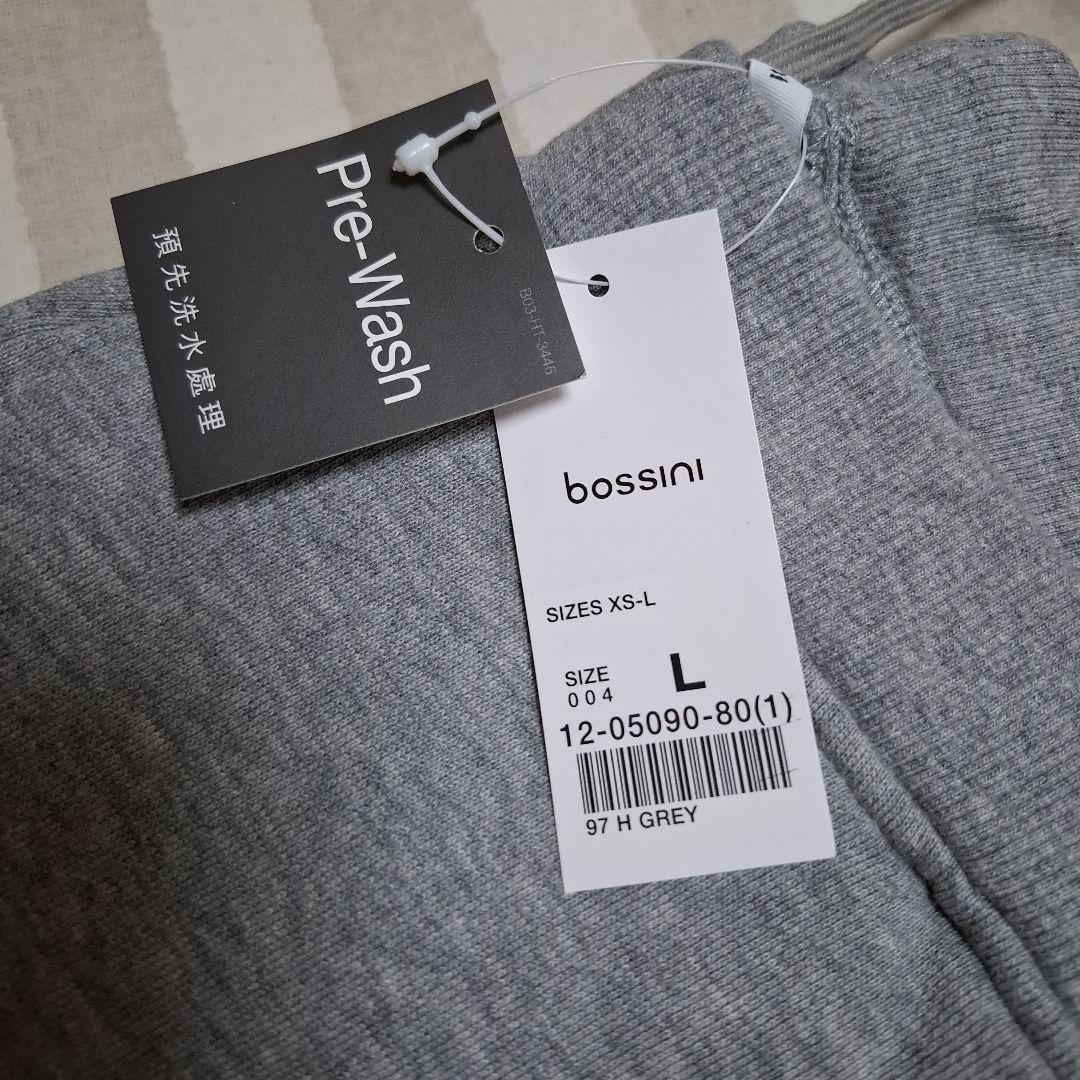 Pre-Wash
預先洗水處理
B03-HT-3446
bossini
SIZES XS-L
SIZE L
004
12-05090-80(1)
97 H GREY